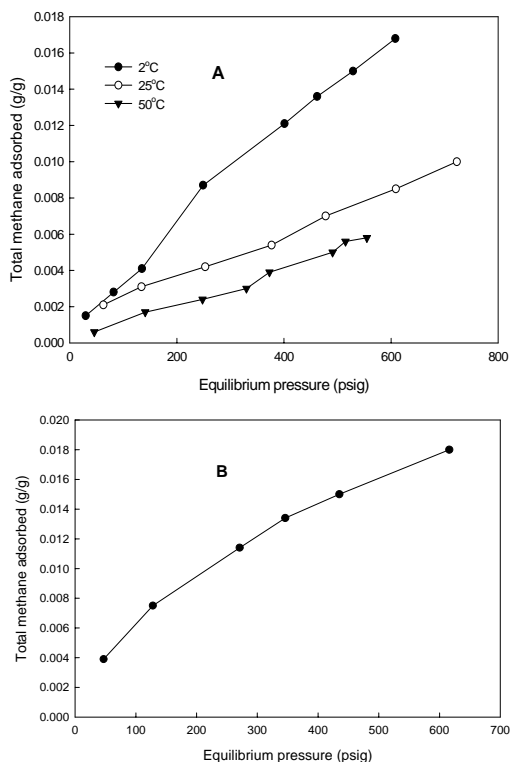 0.018
0.016
0.014
0.012
0.010
0.008
0.006
0.004
0.002
0.000
Total methane adsorbed (g/g)
A
2°C
25°C
50°C
0 200 400 600 800
Equilibrium pressure (psig)
0.020
0.018
0.016
0.014
0.012
0.010
0.008
0.006
0.004
0.002
0.000
Total methane adsorbed (g/g)
B
0 100 200 300 400 500 600 700
Equilibrium pressure (psig)